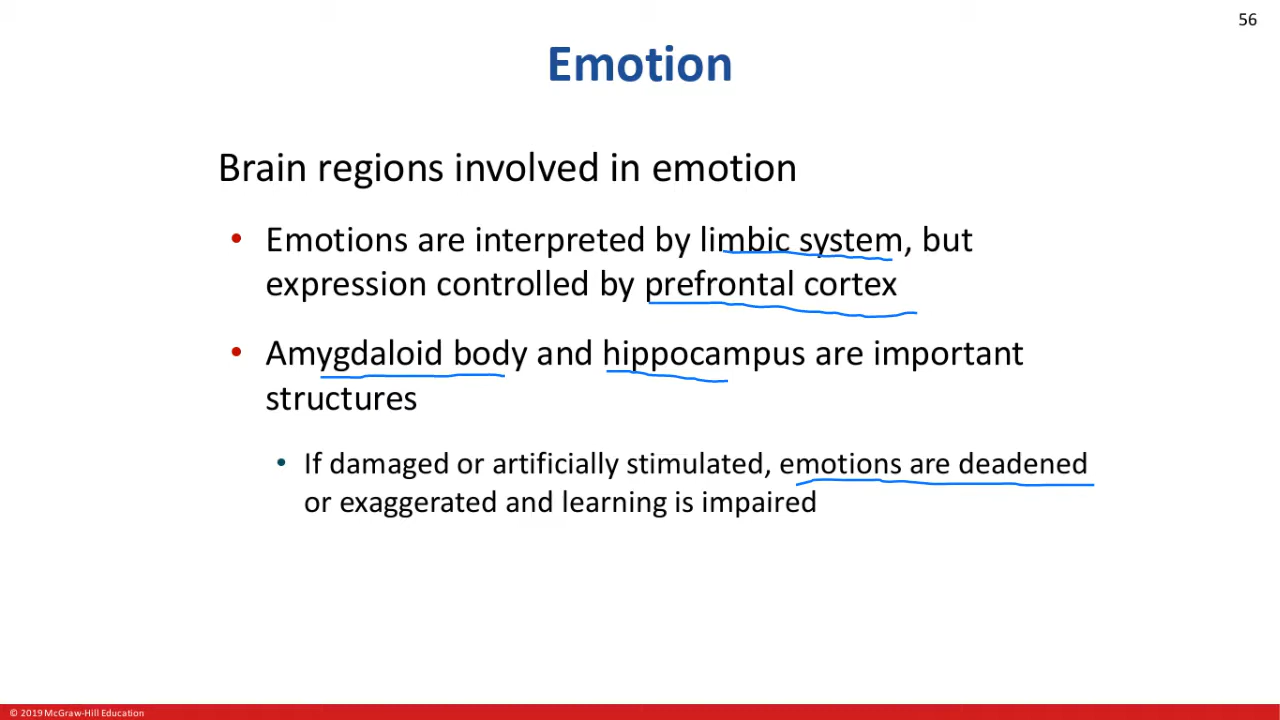 56
Emotion
Brain regions involved in emotion
• Emotions are interpreted by limbic system, but
expression controlled by prefrontal cortex
• Amygdaloid body and hippocampus are important
structures
• If damaged or artificially stimulated, emotions are deadened
or exaggerated and learning is impaired
© 2019 McGraw-Hill Education